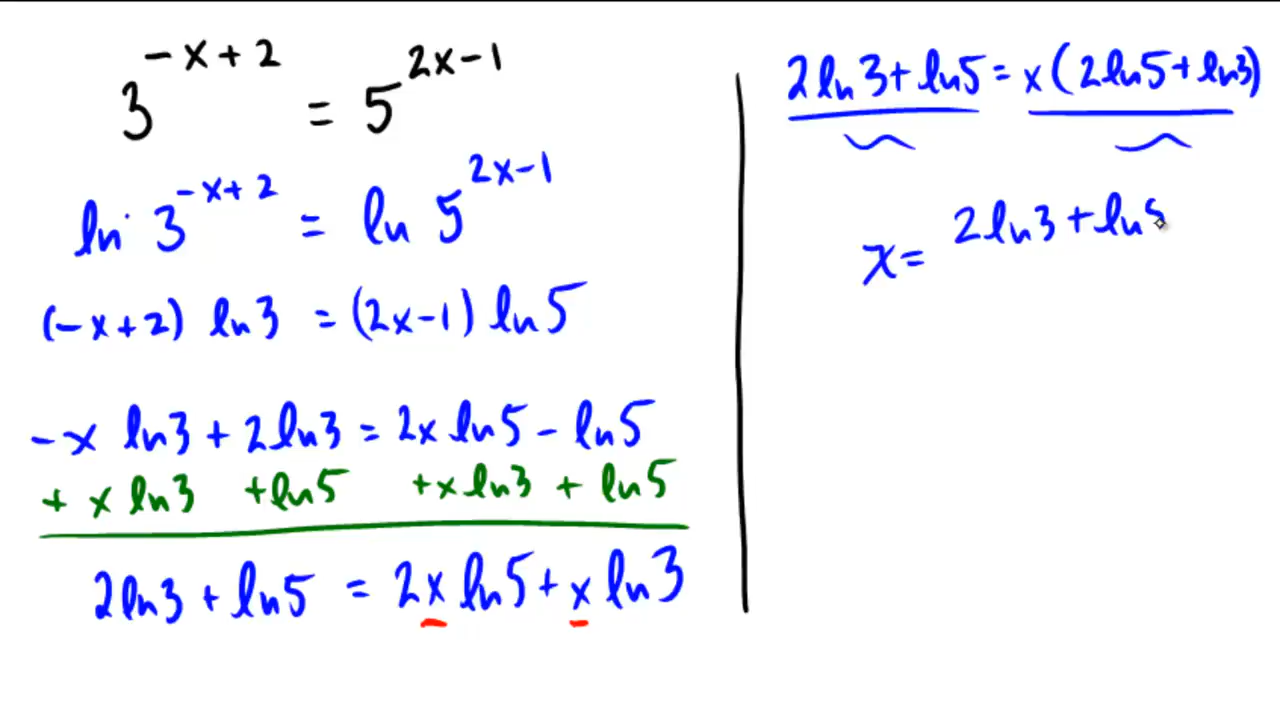 3^{-x+2} = 5^{2x-1}
ln 3^{-x+2} = ln 5^{2x-1}
(-x+2) ln3 = (2x-1) ln5
-x ln3 + 2ln3 = 2x ln5 - ln5
+ x ln3 +ln5 +x ln3 + ln5
2ln3 + ln5 = 2x ln5 + x ln3
2ln3 + ln5 = x(2ln5+ln3)
x = 2ln3 + ln5